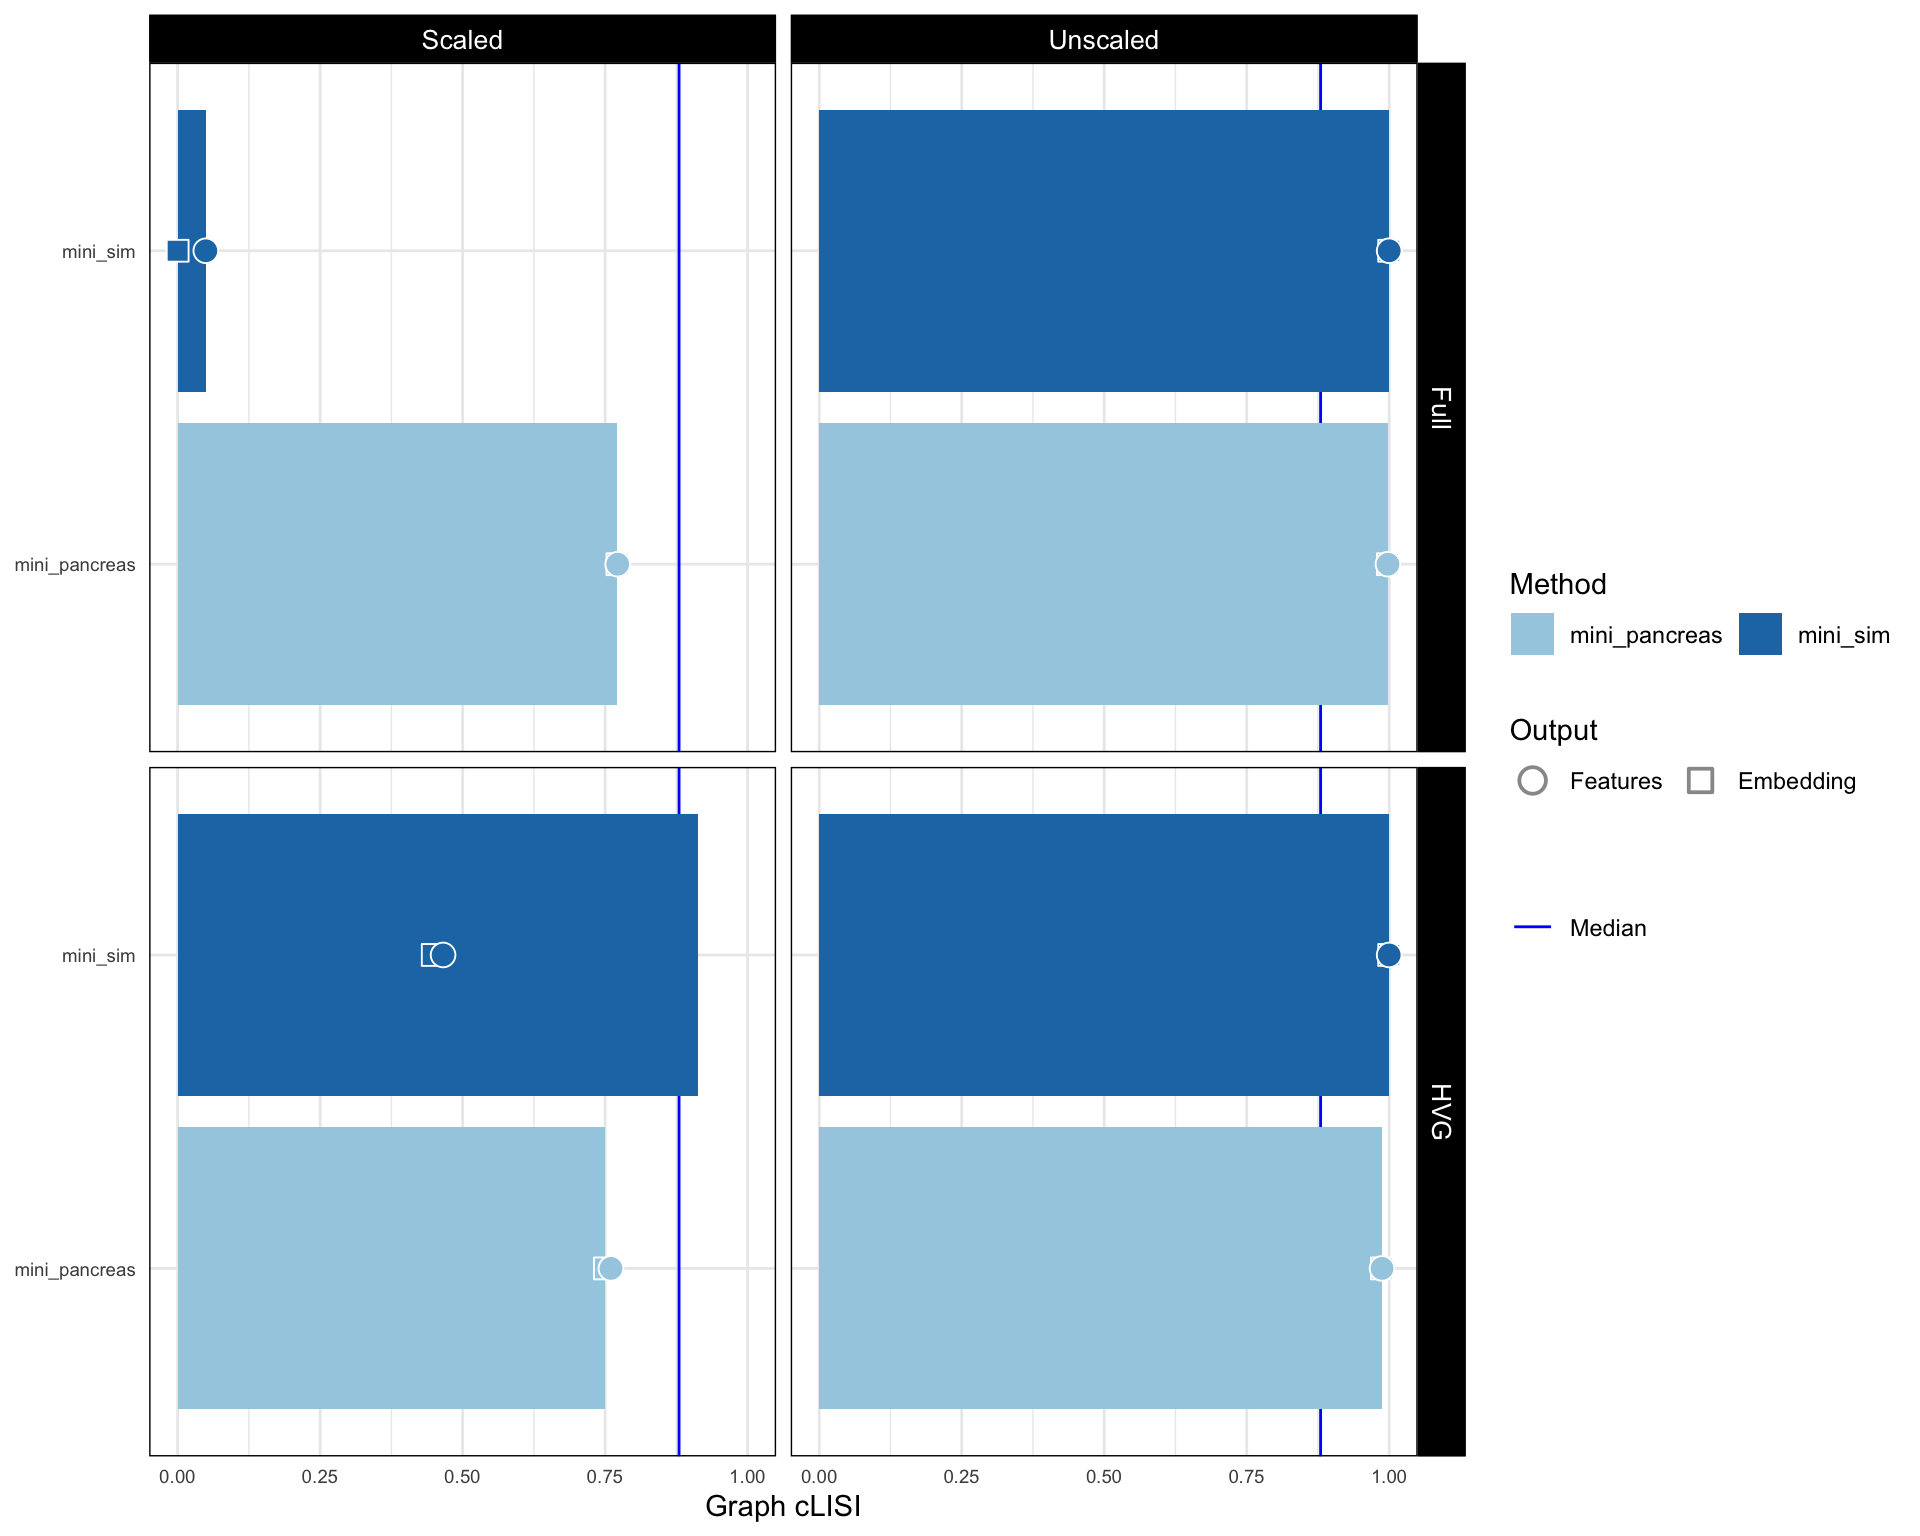 Scaled
Unscaled
mini_sim
mini_pancreas
Full
mini_sim
mini_pancreas
HVG
0.00 0.25 0.50 0.75 1.00
0.00 0.25 0.50 0.75 1.00
Graph cLISI
Method
mini_pancreas mini_sim
Output
Features Embedding
Median